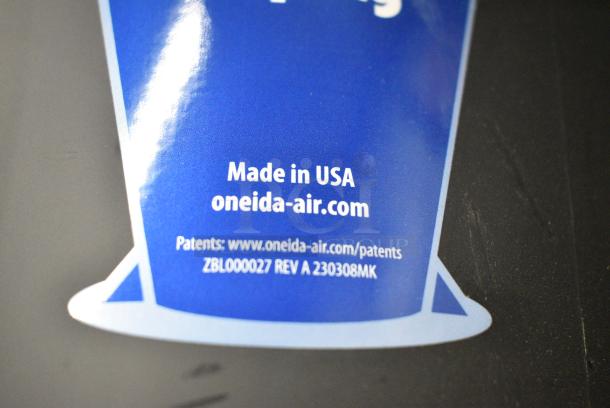 Made in USA
oneida-air.com
Patents: www.oneida-air.com/patents
ZBL000027 REV A 230308MK